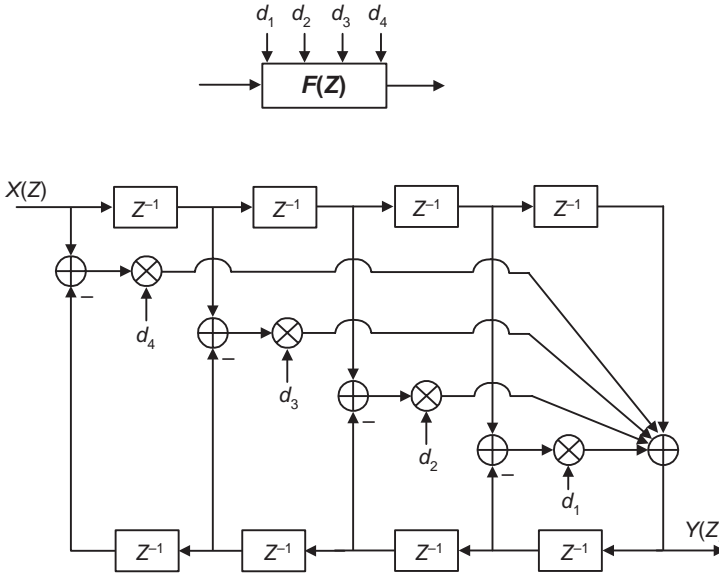 d₁ d₂ d₃ d₄
F(Z)
X(Z)
Z⁻¹ Z⁻¹ Z⁻¹ Z⁻¹
–
d₄
–
d₃
–
d₂
–
d₁
Y(Z
Z⁻¹ Z⁻¹ Z⁻¹ Z⁻¹